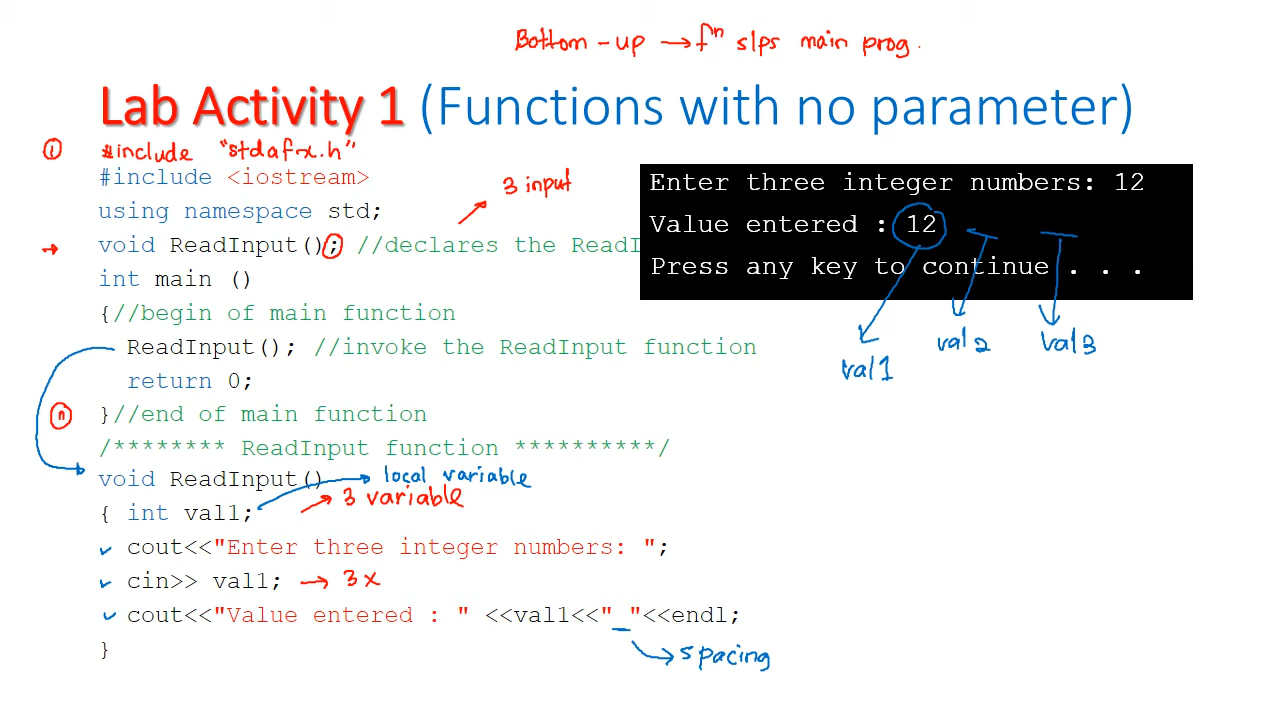 Bottom-up → fⁿ slps main prog.
Lab Activity 1 (Functions with no parameter)
① #include "stdafx.h"
#include <iostream>
using namespace std;
void ReadInput(); //declares the ReadI
int main ()
{//begin of main function
ReadInput(); //invoke the ReadInput function
return 0;
ⓝ }//end of main function
/******** ReadInput function **********/
void ReadInput()
{ int val1;
cout<<"Enter three integer numbers: ";
cin>> val1; → 3x
cout<<"Value entered : " <<val1<<" "<<endl;
}
3 input
local variable
3 variable
spacing
Enter three integer numbers: 12
Value entered : 12
Press any key to continue . . .
val1
val2
val3